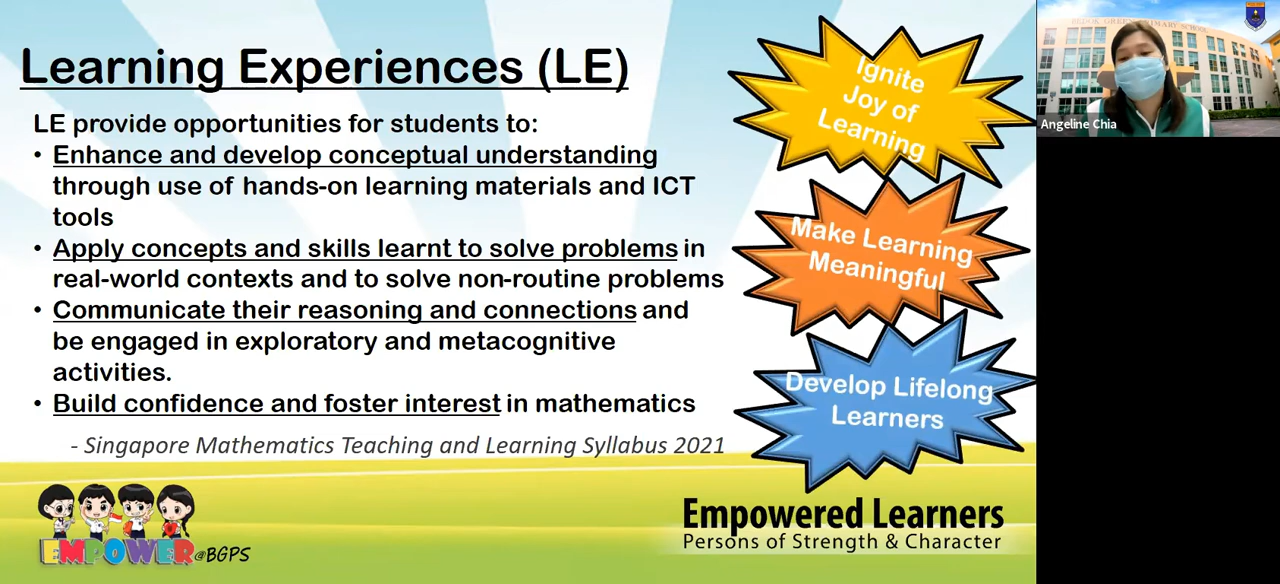 Learning Experiences (LE)
LE provide opportunities for students to:
• Enhance and develop conceptual understanding
through use of hands-on learning materials and ICT
tools
• Apply concepts and skills learnt to solve problems in
real-world contexts and to solve non-routine problems
• Communicate their reasoning and connections and
be engaged in exploratory and metacognitive
activities.
• Build confidence and foster interest in mathematics
- Singapore Mathematics Teaching and Learning Syllabus 2021
Ignite
Joy of
Learning
Make Learning
Meaningful
Develop Lifelong
Learners
EMPOWER@BGPS
Empowered Learners
Persons of Strength & Character
BEDOK GREEN PRIMARY SCHOOL
Angeline Chia